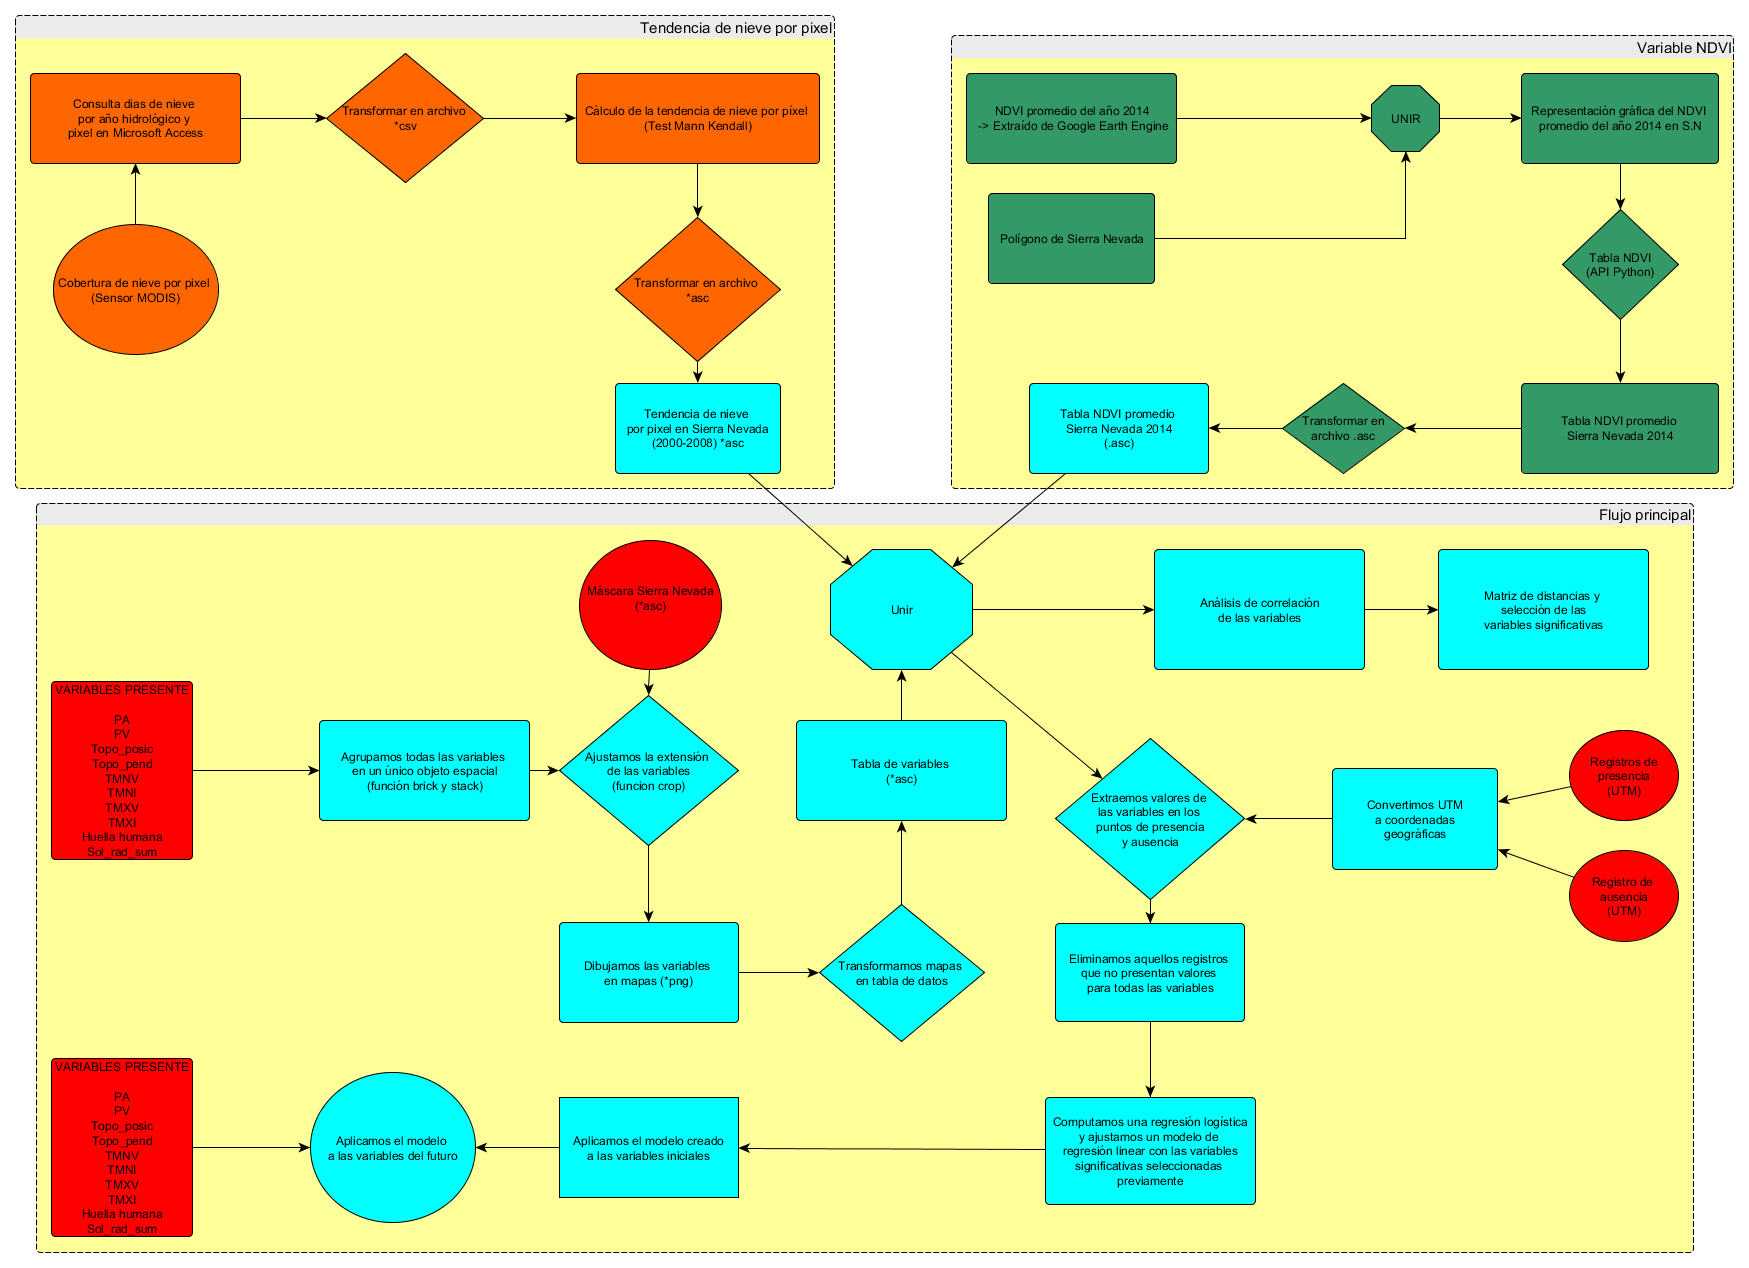 Tendencia de nieve por pixel
Consulta dias de nieve
por año hidrológico y
pixel en Microsoft Access
Transformar en archivo
*csv
Cálculo de la tendencia de nieve por píxel
(Test Mann Kendall)
Cobertura de nieve por pixel
(Sensor MODIS)
Transformar en archivo
*asc
Tendencia de nieve
por pixel en Sierra Nevada
(2000-2008) *asc
Variable NDVI
NDVI promedio del año 2014
-> Extraído de Google Earth Engine
UNIR
Representación gráfica del NDVI
promedio del año 2014 en S.N
Polígono de Sierra Nevada
Tabla NDVI
(API Python)
Tabla NDVI promedio
Sierra Nevada 2014
(.asc)
Transformar en
archivo .asc
Tabla NDVI promedio
Sierra Nevada 2014
Flujo principal
Máscara Sierra Nevada
(*asc)
Unir
Análisis de correlación
de las variables
Matriz de distancias y
selección de las
variables significativas
VARIABLES PRESENTE
PA
PV
Topo_posic
Topo_pend
TMNV
TMNI
TMXV
TMXI
Huella humana
Sol_rad_sum
Agrupamos todas las variables
en un único objeto espacial
(función brick y stack)
Ajustamos la extensión
de las variables
(funcion crop)
Tabla de variables
(*asc)
Extraemos valores de
las variables en los
puntos de presencia
y ausencia
Convertimos UTM
a coordenadas
geográficas
Registros de
presencia
(UTM)
Registro de
ausencia
(UTM)
Dibujamos las variables
en mapas (*png)
Transformamos mapas
en tabla de datos
Eliminamos aquellos registros
que no presentan valores
para todas las variables
VARIABLES PRESENTE
PA
PV
Topo_posic
Topo_pend
TMNV
TMNI
TMXV
TMXI
Huella humana
Sol_rad_sum
Aplicamos el modelo
a las variables del futuro
Aplicamos el modelo creado
a las variables iniciales
Computamos una regresión logística
y ajustamos un modelo de
regresión linear con las variables
significativas seleccionadas
previamente